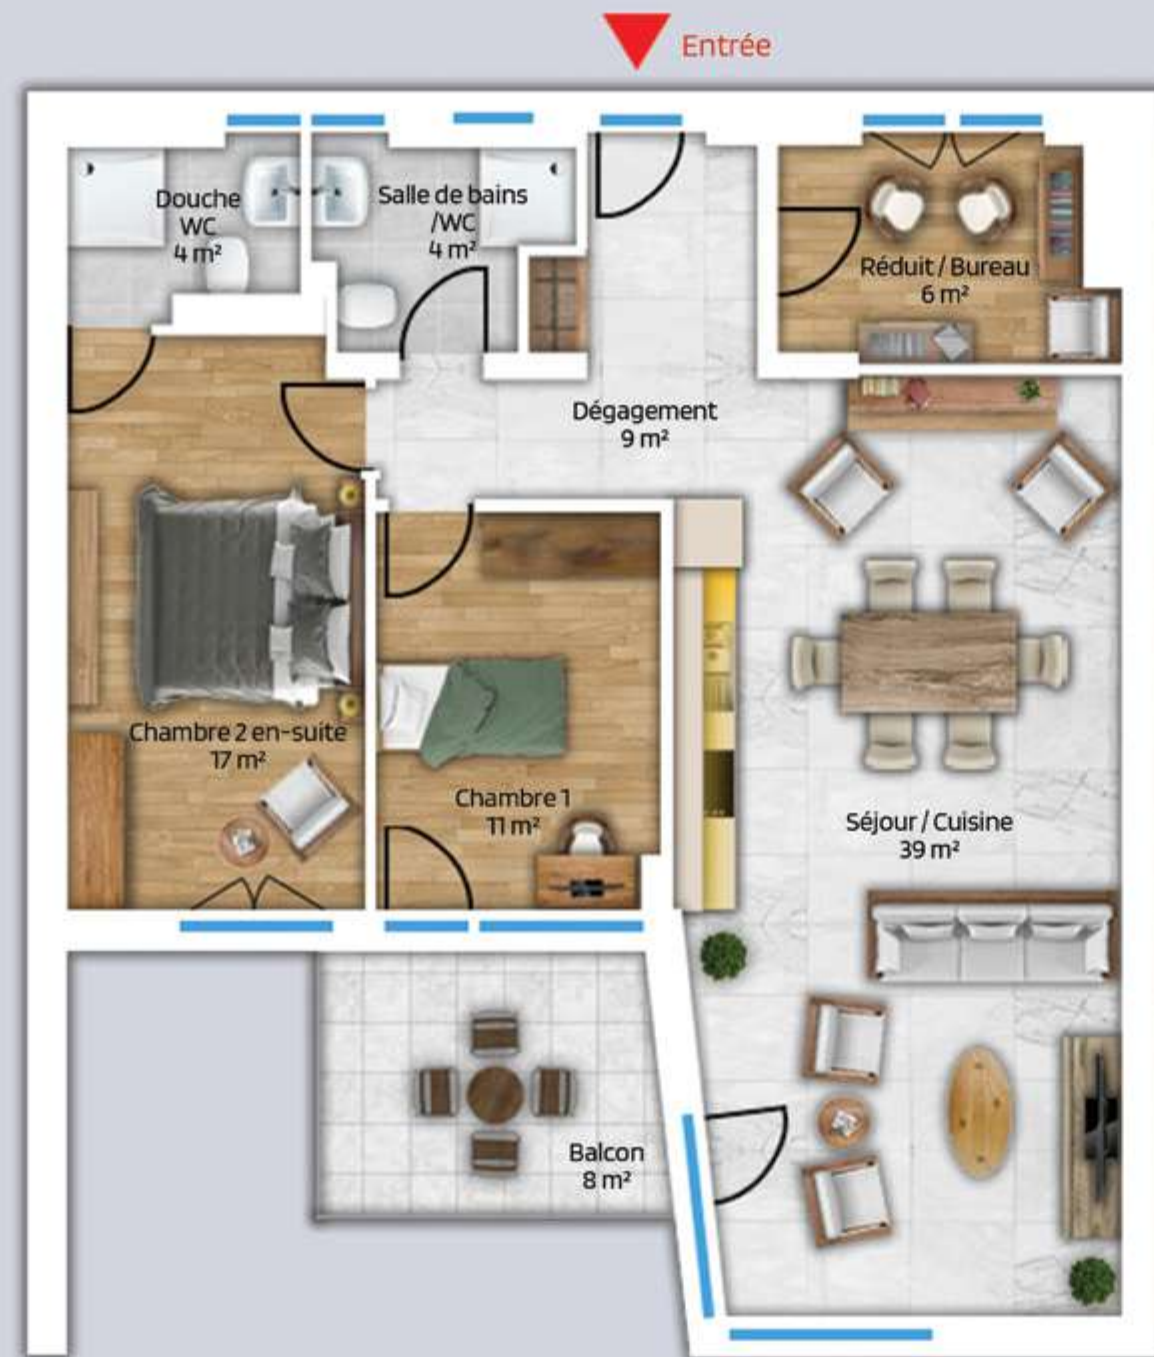 Entrée
Douche
WC
4 m²
Salle de bains
/WC
4 m²
Réduit / Bureau
6 m²
Dégagement
9 m²
Chambre 2 en-suite
17 m²
Chambre 1
11 m²
Séjour / Cuisine
39 m²
Balcon
8 m²